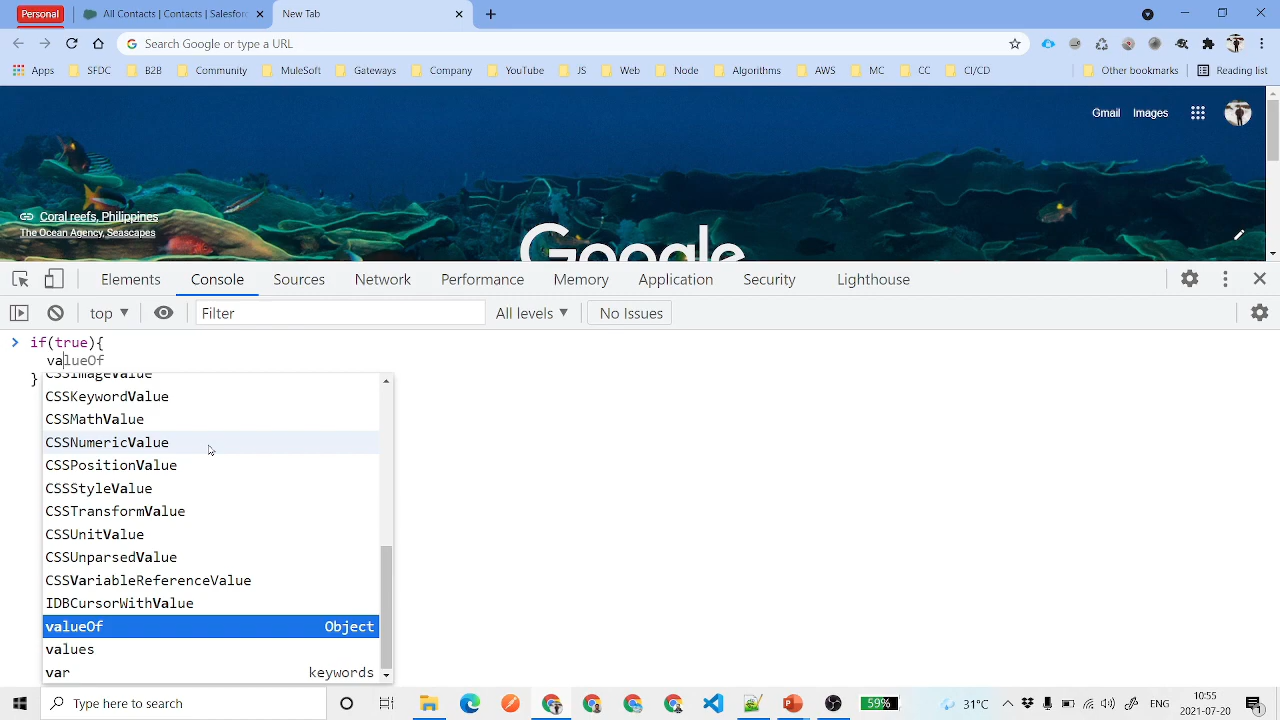 Personal
All Contacts | Contacts | Salesfor
New Tab
Search Google or type a URL
Apps SFDC B2B Community MuleSoft Gateways Company YouTube JS Web Node Algorithms AWS MC CC CI/CD Other bookmarks Reading list
Gmail Images
Coral reefs, Philippines
The Ocean Agency, Seascapes
Google
Elements Console Sources Network Performance Memory Application Security Lighthouse
top Filter All levels No Issues
> if(true){
valueOf
}
CSSImageValue
CSSKeywordValue
CSSMathValue
CSSNumericValue
CSSPositionValue
CSSStyleValue
CSSTransformValue
CSSUnitValue
CSSUnparsedValue
CSSVariableReferenceValue
IDBCursorWithValue
valueOf Object
values
var keywords
Type here to search
59%
31°C
ENG
10:55
2021-07-20
1